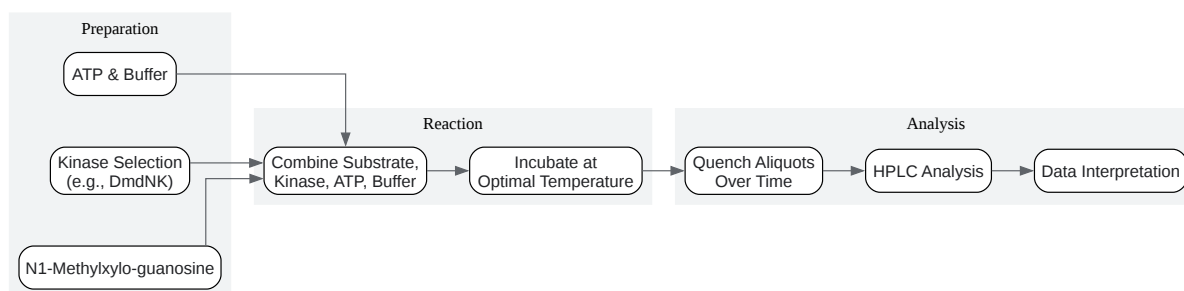 Preparation
ATP & Buffer
Kinase Selection
(e.g., DmdNK)
N1-Methylxylo-guanosine
Reaction
Combine Substrate,
Kinase, ATP, Buffer
Incubate at
Optimal Temperature
Analysis
Quench Aliquots
Over Time
HPLC Analysis
Data Interpretation